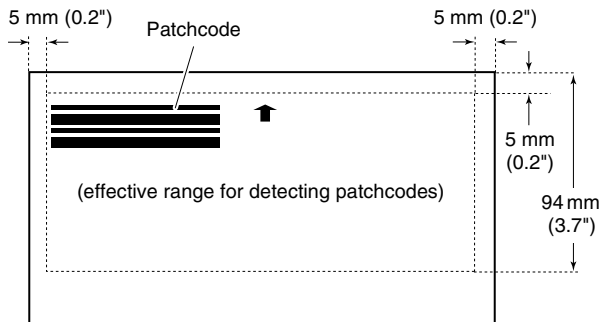 5 mm (0.2")
Patchcode
5 mm (0.2")
5 mm
(0.2")
(effective range for detecting patchcodes)
94 mm
(3.7")